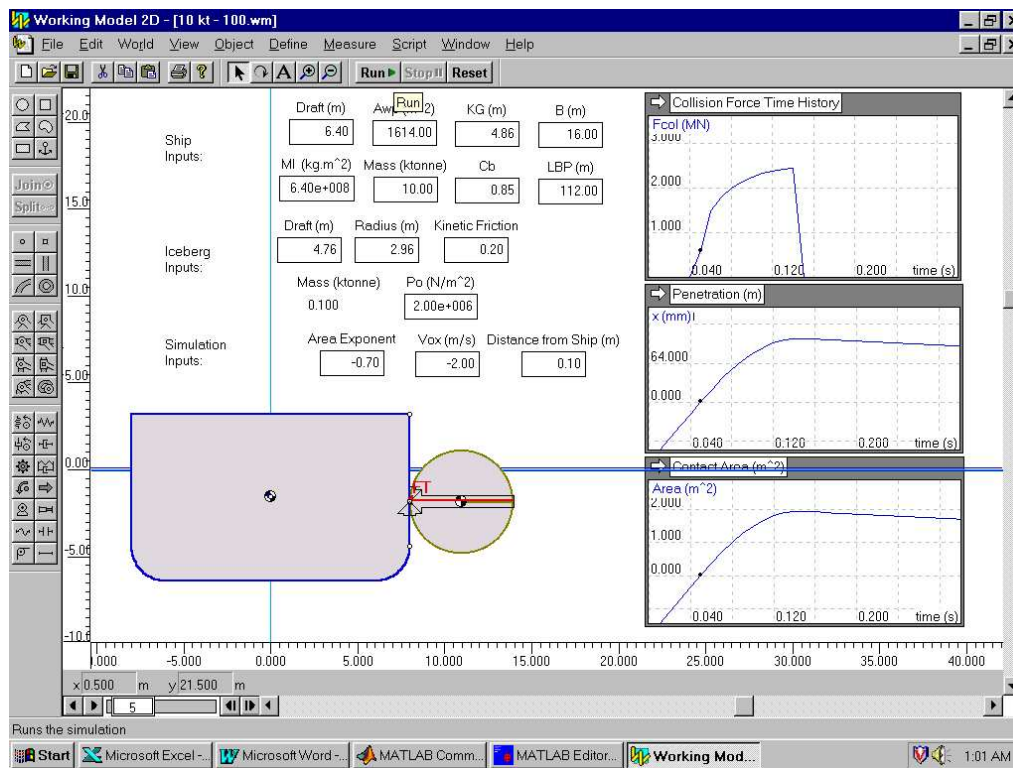 Working Model 2D - [10 kt - 100.wm]
File Edit World View Object Define Measure Script Window Help
Run Stop Reset
Join
Split
Run
Ship
Inputs:
Draft (m) KG (m) B (m)
6.40 1614.00 4.86 16.00
MI (kg.m^2) Mass (ktonne) Cb LBP (m)
6.40e+008 10.00 0.85 112.00
Iceberg
Inputs:
Draft (m) Radius (m) Kinetic Friction
4.76 2.96 0.20
Mass (ktonne) Po (N/m^2)
0.100 2.00e+006
Simulation
Inputs:
Area Exponent Vox (m/s) Distance from Ship (m)
-0.70 -2.00 0.10
20.0
15.0
10.0
5.00
0.00
-5.00
-10.0
Collision Force Time History
Fcol (MN)
3.000
2.000
1.000
0.040 0.120 0.200 time (s)
Penetration (m)
x (mm)
64.000
0.000
0.040 0.120 0.200 time (s)
Contact Area (m^2)
Area (m^2)
2.000
1.000
0.000
0.040 0.120 0.200 time (s)
-5.000 0.000 5.000 10.000 15.000 20.000 25.000 30.000 35.000 40.000
x 0.500 m y 21.500 m
5
Runs the simulation
Start Microsoft Excel -... Microsoft Word -... MATLAB Comm... MATLAB Editor... Working Mod... 1:01 AM